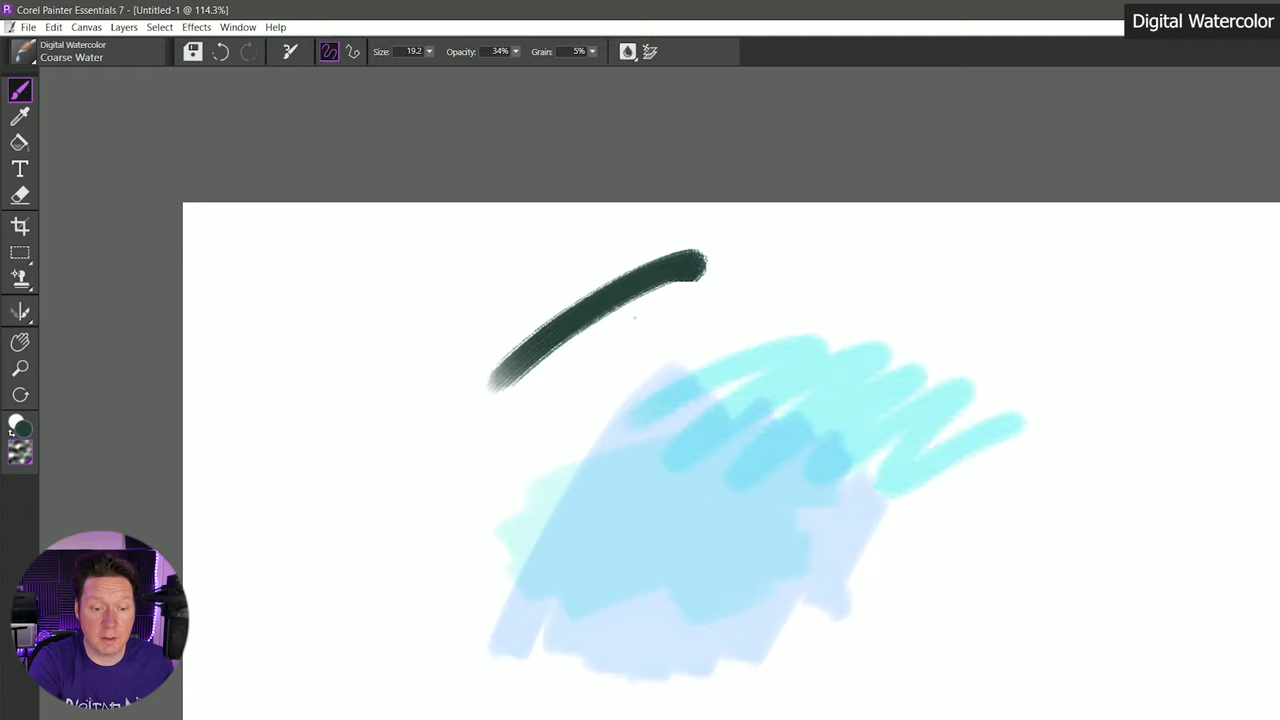 Corel Painter Essentials 7 - [Untitled-1 @ 114.3%]
Digital Watercolor
File Edit Canvas Layers Select Effects Window Help
Digital Watercolor
Coarse Water
Size: 19.2 Opacity: 34% Grain: 5%
T